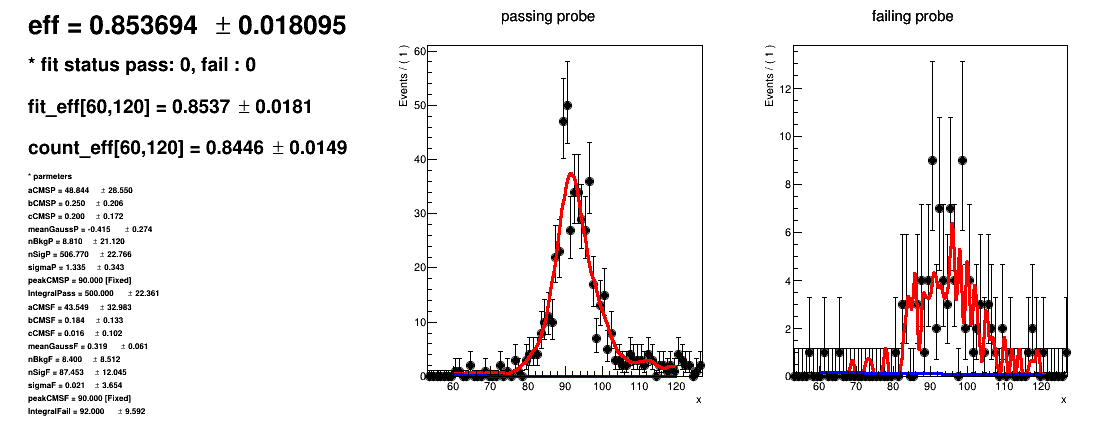 eff = 0.853694 ± 0.018095
* fit status pass: 0, fail : 0
fit_eff[60,120] = 0.8537 ± 0.0181
count_eff[60,120] = 0.8446 ± 0.0149
* parmeters
aCMSP = 48.844 ± 28.550
bCMSP = 0.250 ± 0.206
cCMSP = 0.200 ± 0.172
meanGaussP = -0.415 ± 0.274
nBkgP = 8.810 ± 21.120
nSigP = 506.770 ± 22.766
sigmaP = 1.335 ± 0.343
peakCMSP = 90.000 [Fixed]
IntegralPass = 500.000 ± 22.361
aCMSF = 43.549 ± 32.983
bCMSF = 0.184 ± 0.133
cCMSF = 0.016 ± 0.102
meanGaussF = 0.319 ± 0.061
nBkgF = 8.400 ± 8.512
nSigF = 87.453 ± 12.045
sigmaF = 0.021 ± 3.654
peakCMSF = 90.000 [Fixed]
IntegralFail = 92.000 ± 9.592
passing probe
Events / ( 1 )
60
50
40
30
20
10
0
60 70 80 90 100 110 120
x
failing probe
Events / ( 1 )
12
10
8
6
4
2
0
60 70 80 90 100 110 120
x